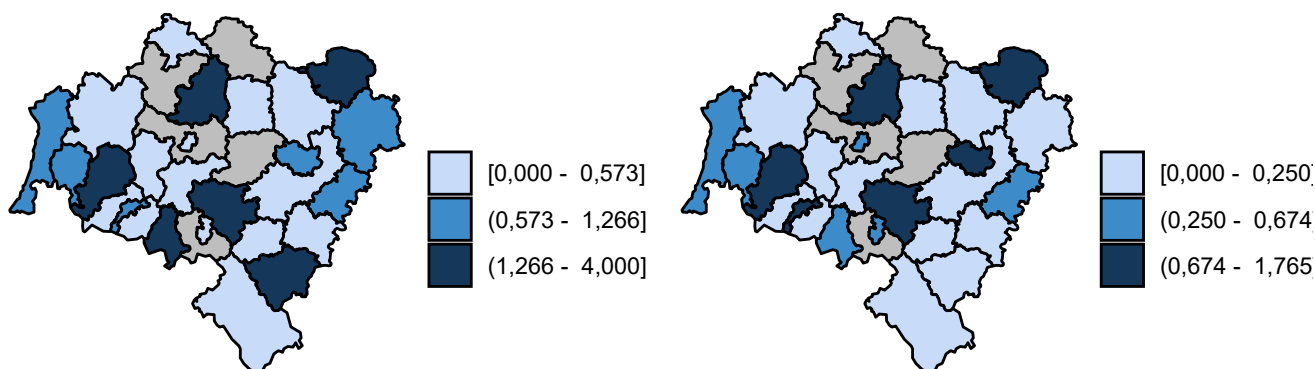 [0,000 - 0,573]
(0,573 - 1,266]
(1,266 - 4,000]
[0,000 - 0,250]
(0,250 - 0,674]
(0,674 - 1,765]